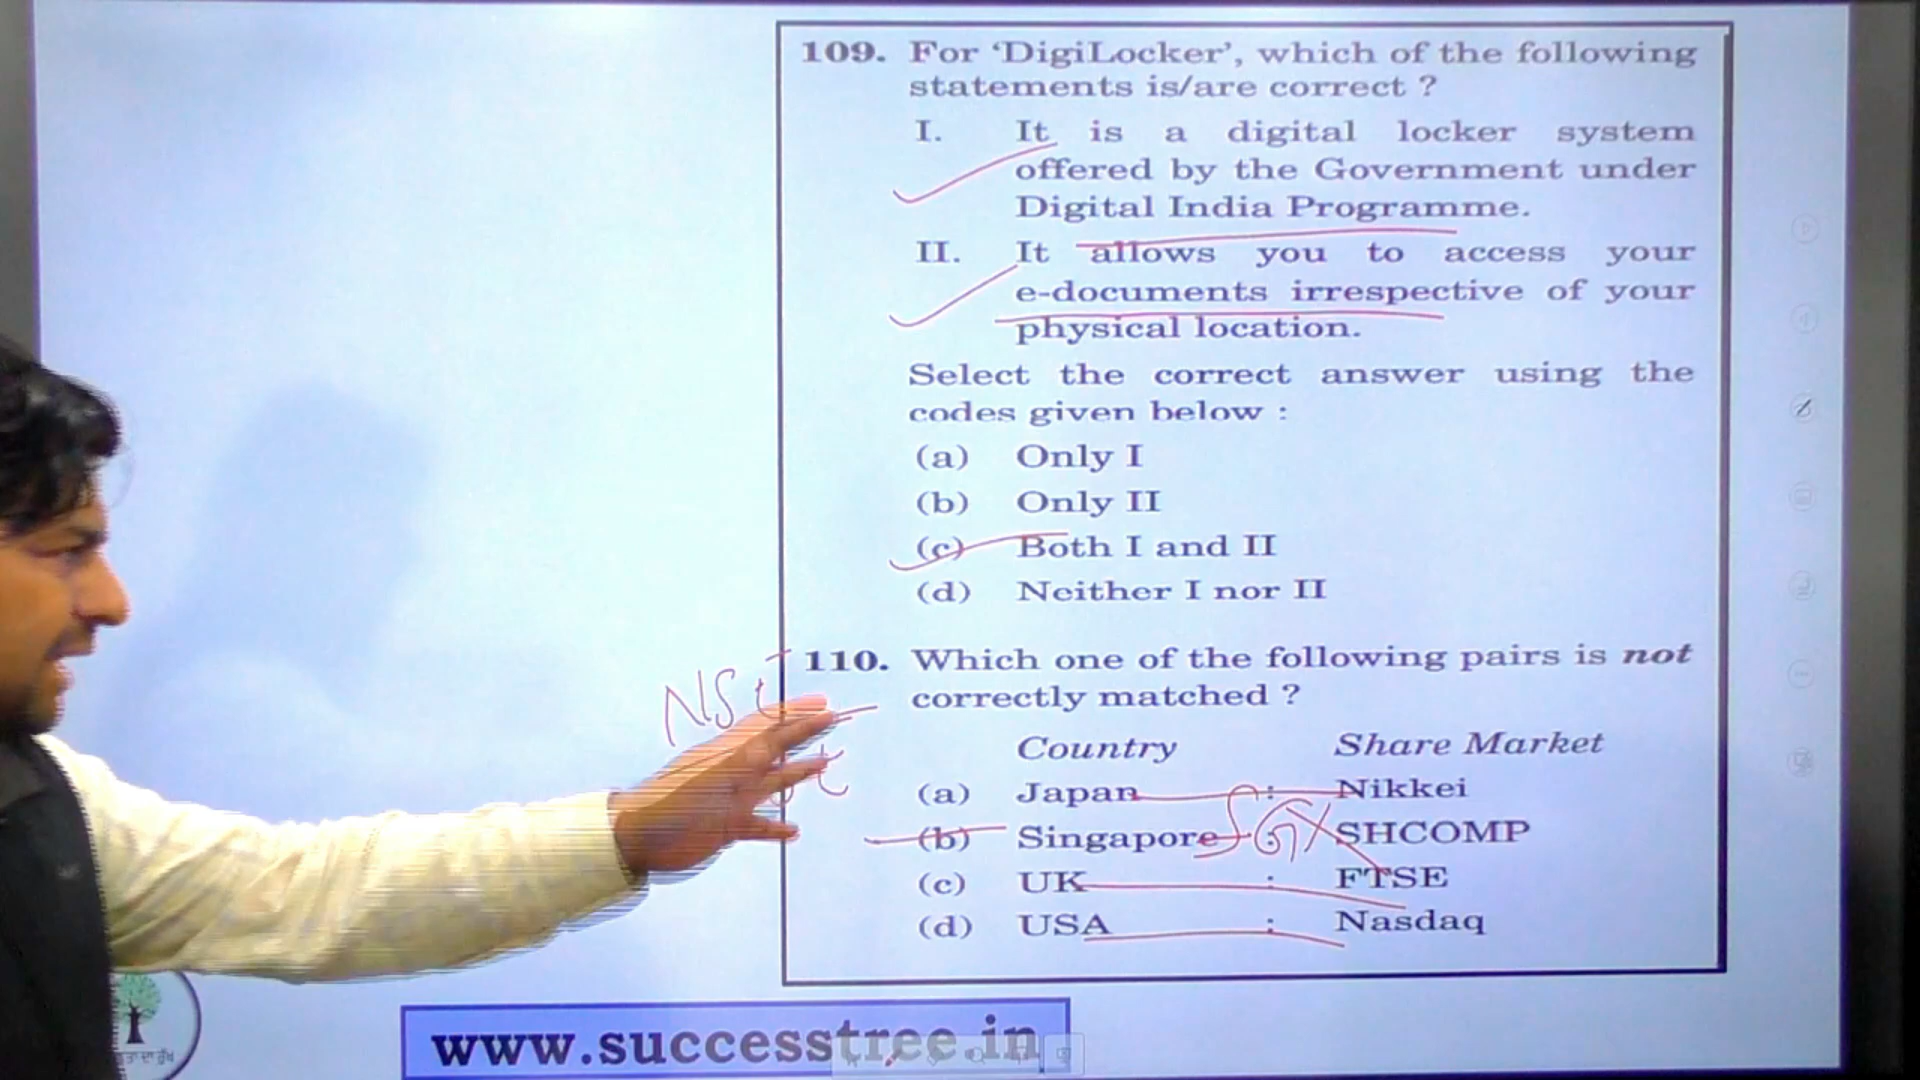 109. For ‘DigiLocker’, which of the following
statements is/are correct ?
I. It is a digital locker system
offered by the Government under
Digital India Programme.
II. It allows you to access your
e-documents irrespective of your
physical location.
Select the correct answer using the
codes given below :
(a) Only I
(b) Only II
(c) Both I and II
(d) Neither I nor II
110. Which one of the following pairs is not
correctly matched ?
Country Share Market
(a) Japan : Nikkei
(b) Singapore : SHCOMP
SGX
(c) UK : FTSE
(d) USA : Nasdaq
www.successtree.in